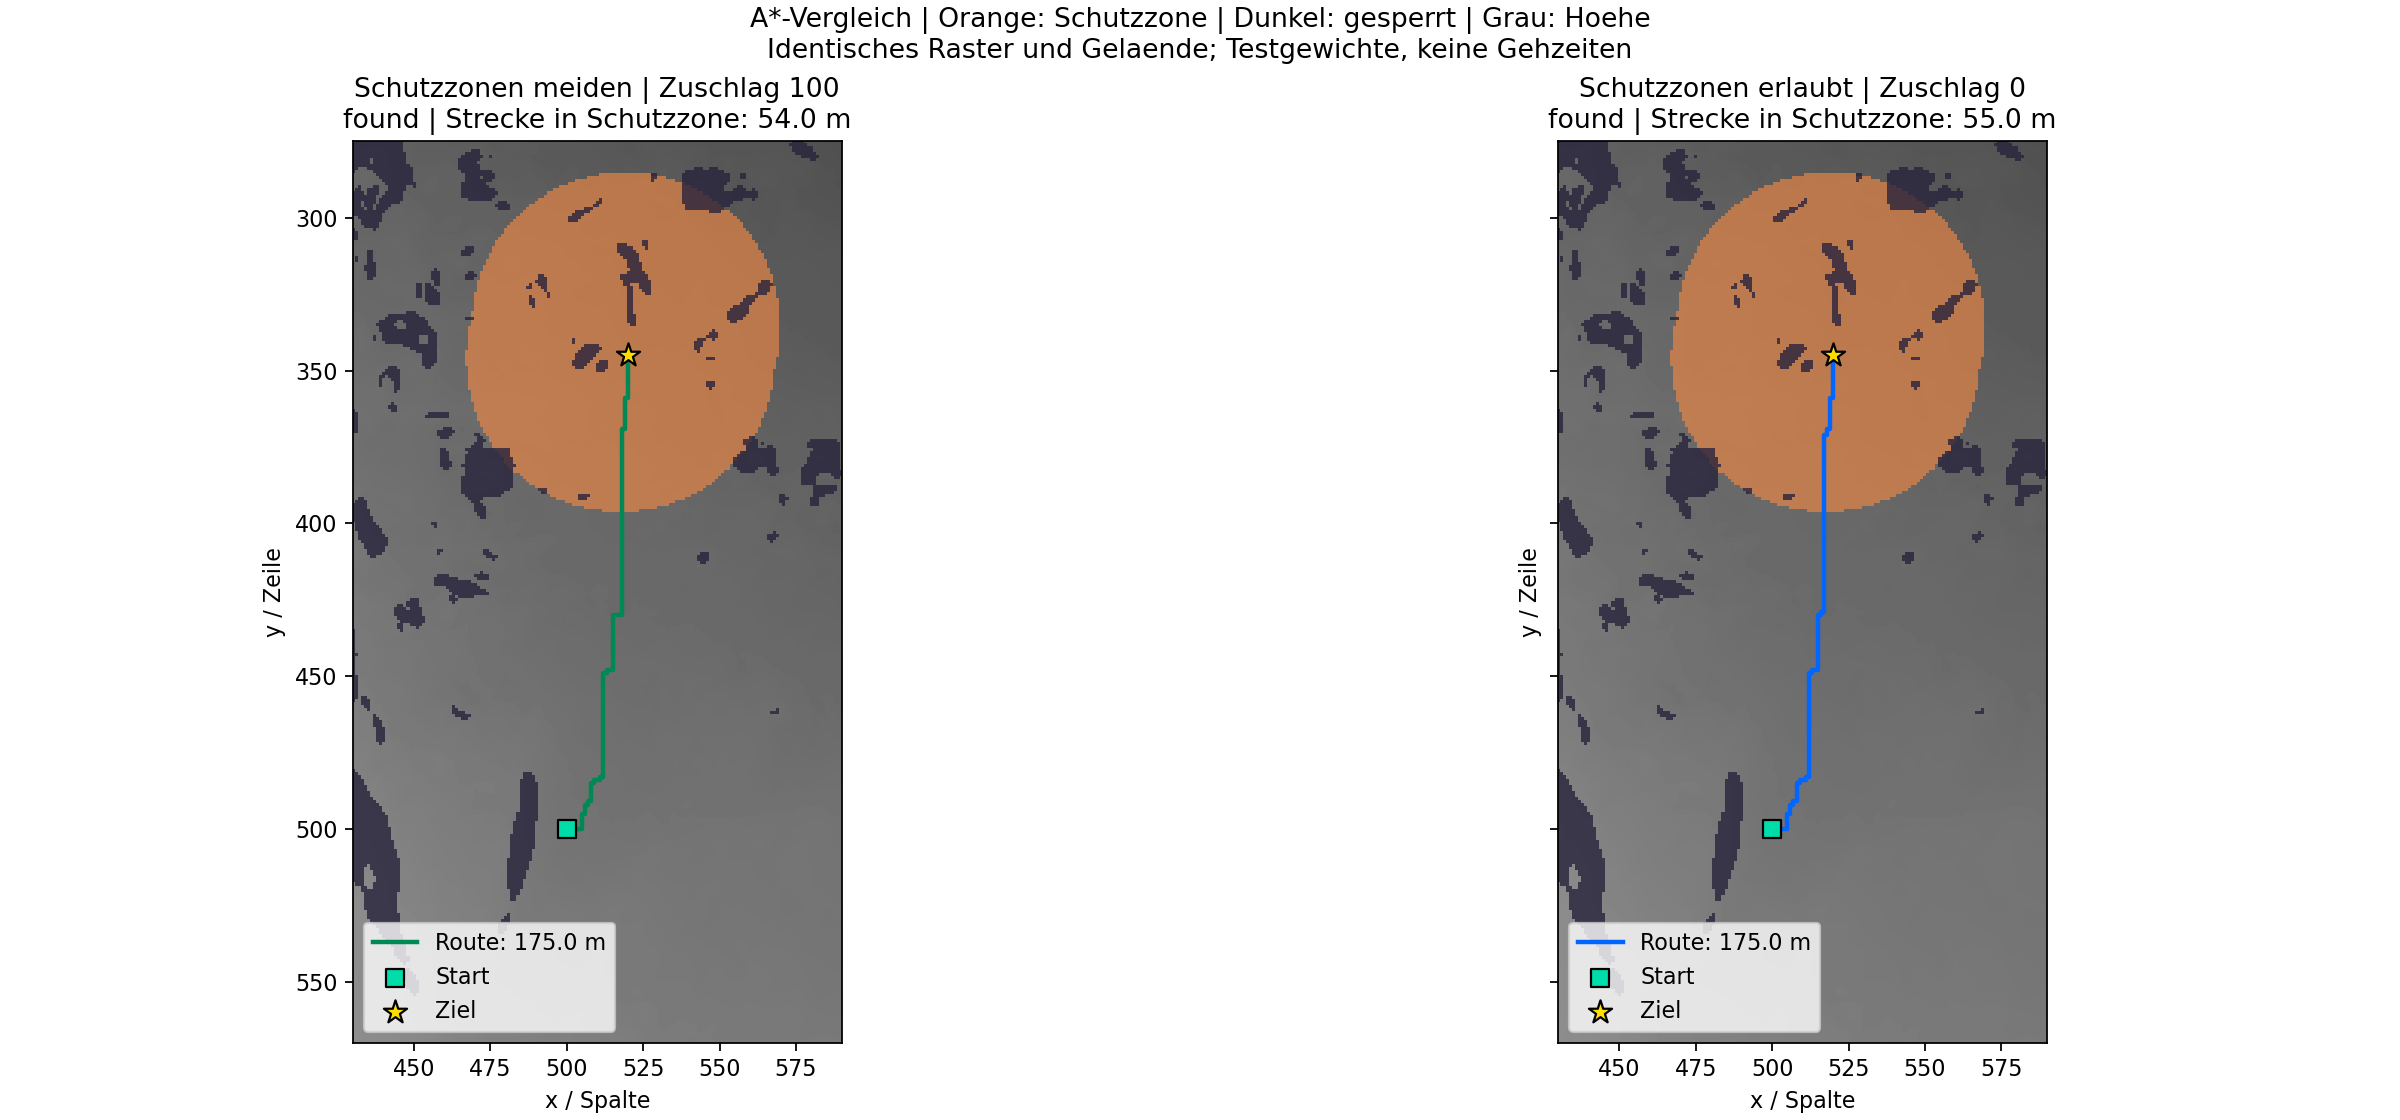 A*-Vergleich | Orange: Schutzzone | Dunkel: gesperrt | Grau: Hoehe
Identisches Raster und Gelaende; Testgewichte, keine Gehzeiten
Schutzzonen meiden | Zuschlag 100
found | Strecke in Schutzzone: 54.0 m
300
350
400
450
500
550
y / Zeile
Route: 175.0 m
Start
Ziel
450
475
500
525
550
575
x / Spalte
Schutzzonen erlaubt | Zuschlag 0
found | Strecke in Schutzzone: 55.0 m
y / Zeile
Route: 175.0 m
Start
Ziel
450
475
500
525
550
575
x / Spalte